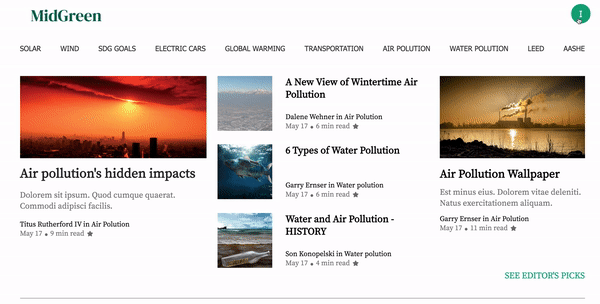 MidGreen
I
SOLAR WIND SDG GOALS ELECTRIC CARS GLOBAL WARMING TRANSPORTATION AIR POLUTION WATER POLUTION LEED AASHE
Air pollution's hidden impacts
Dolorem sit ipsum. Quod cumque quaerat.
Commodi adipisci facilis.
Titus Rutherford IV in Air Polution
May 17 • 9 min read ★
A New View of Wintertime Air
Pollution
Dalene Wehner in Air Polution
May 17 • 6 min read ★
6 Types of Water Pollution
Garry Ernser in Water polution
May 17 • 6 min read ★
Water and Air Pollution -
HISTORY
Son Konopelski in Water polution
May 17 • 4 min read ★
Air Pollution Wallpaper
Est minus eius. Dolorem vitae deleniti.
Natus exercitationem aliquam.
Garry Ernser in Air Polution
May 17 • 11 min read ★
SEE EDITOR'S PICKS